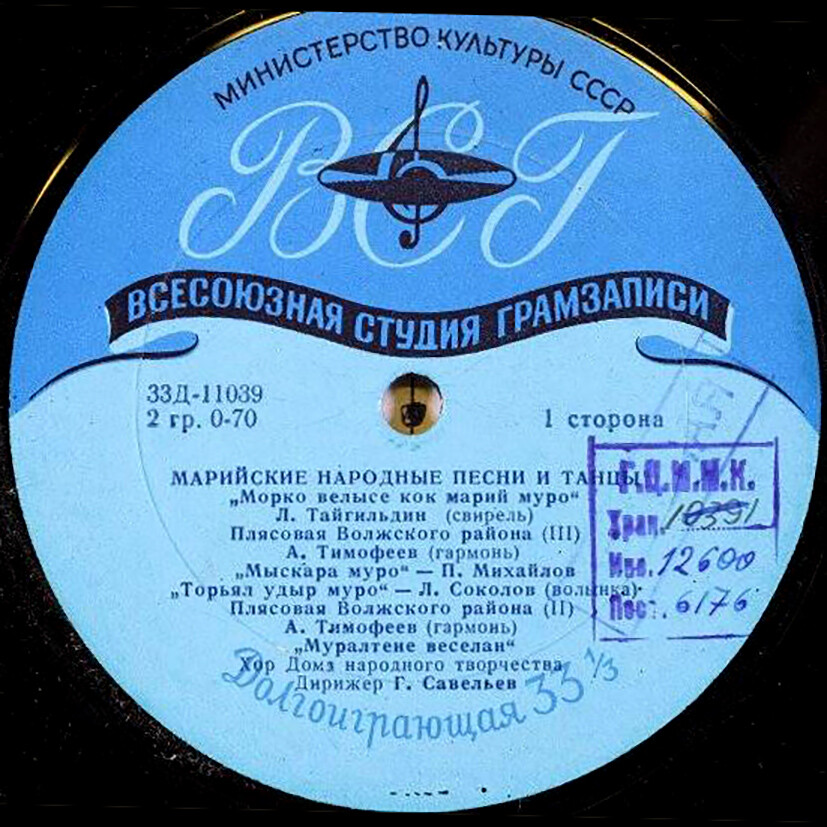 МИНИСТЕРСТВО КУЛЬТУРЫ СССР
ВСГ
ВСЕСОЮЗНАЯ СТУДИЯ ГРАМЗАПИСИ
33Д-11039
2 гр. 0-70
1 сторона
МАРИЙСКИЕ НАРОДНЫЕ ПЕСНИ И ТАНЦЫ
„Морко велысе кок марий муро“
Л. Тайгильдин (свирель)
Плясовая Волжского района (III)
А. Тимофеев (гармонь)
„Мыскара муро“ — П. Михайлов
„Торъял удыр муро“ — Л. Соколов (волынка)
Плясовая Волжского района (II)
А. Тимофеев (гармонь)
„Муралтене веселан“
Хор Дома народного творчества
Дирижер Г. Савельев
Долгоиграющая 33 1/3
Г.Ц.М.М.К.
Хран. 10391
Инв. 12600
Пост. 6176